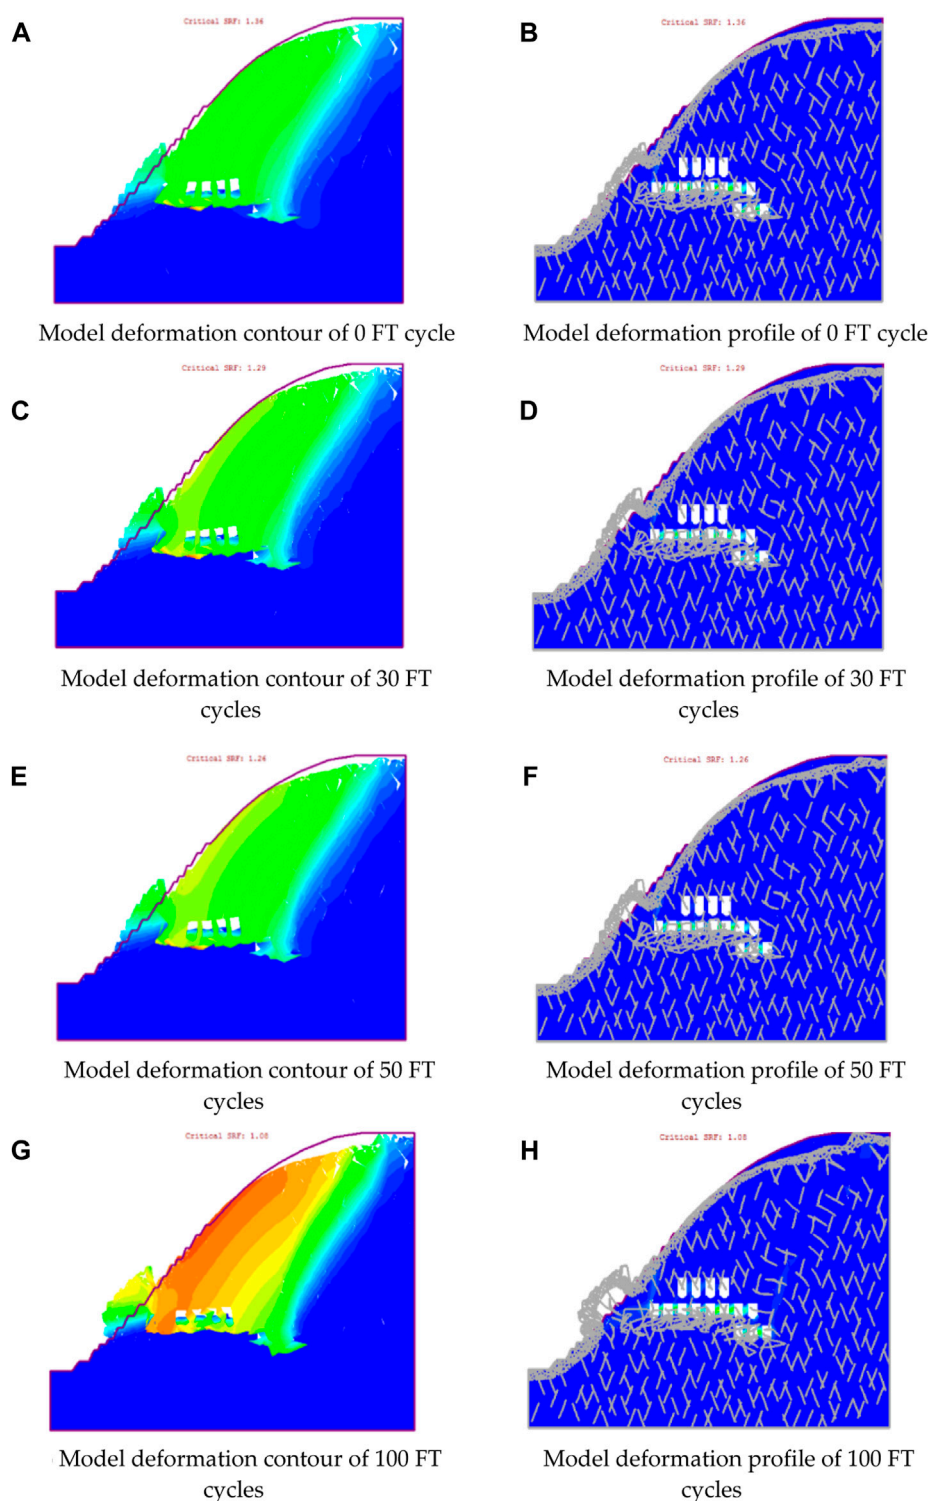 A
Critical SRF: 1.36
B
Critical SRF: 1.36
Model deformation contour of 0 FT cycle
Model deformation profile of 0 FT cycle
C
Critical SRF: 1.29
D
Critical SRF: 1.29
Model deformation contour of 30 FT
cycles
Model deformation profile of 30 FT
cycles
E
Critical SRF: 1.26
F
Critical SRF: 1.26
Model deformation contour of 50 FT
cycles
Model deformation profile of 50 FT
cycles
G
Critical SRF: 1.08
H
Critical SRF: 1.08
Model deformation contour of 100 FT
cycles
Model deformation profile of 100 FT
cycles